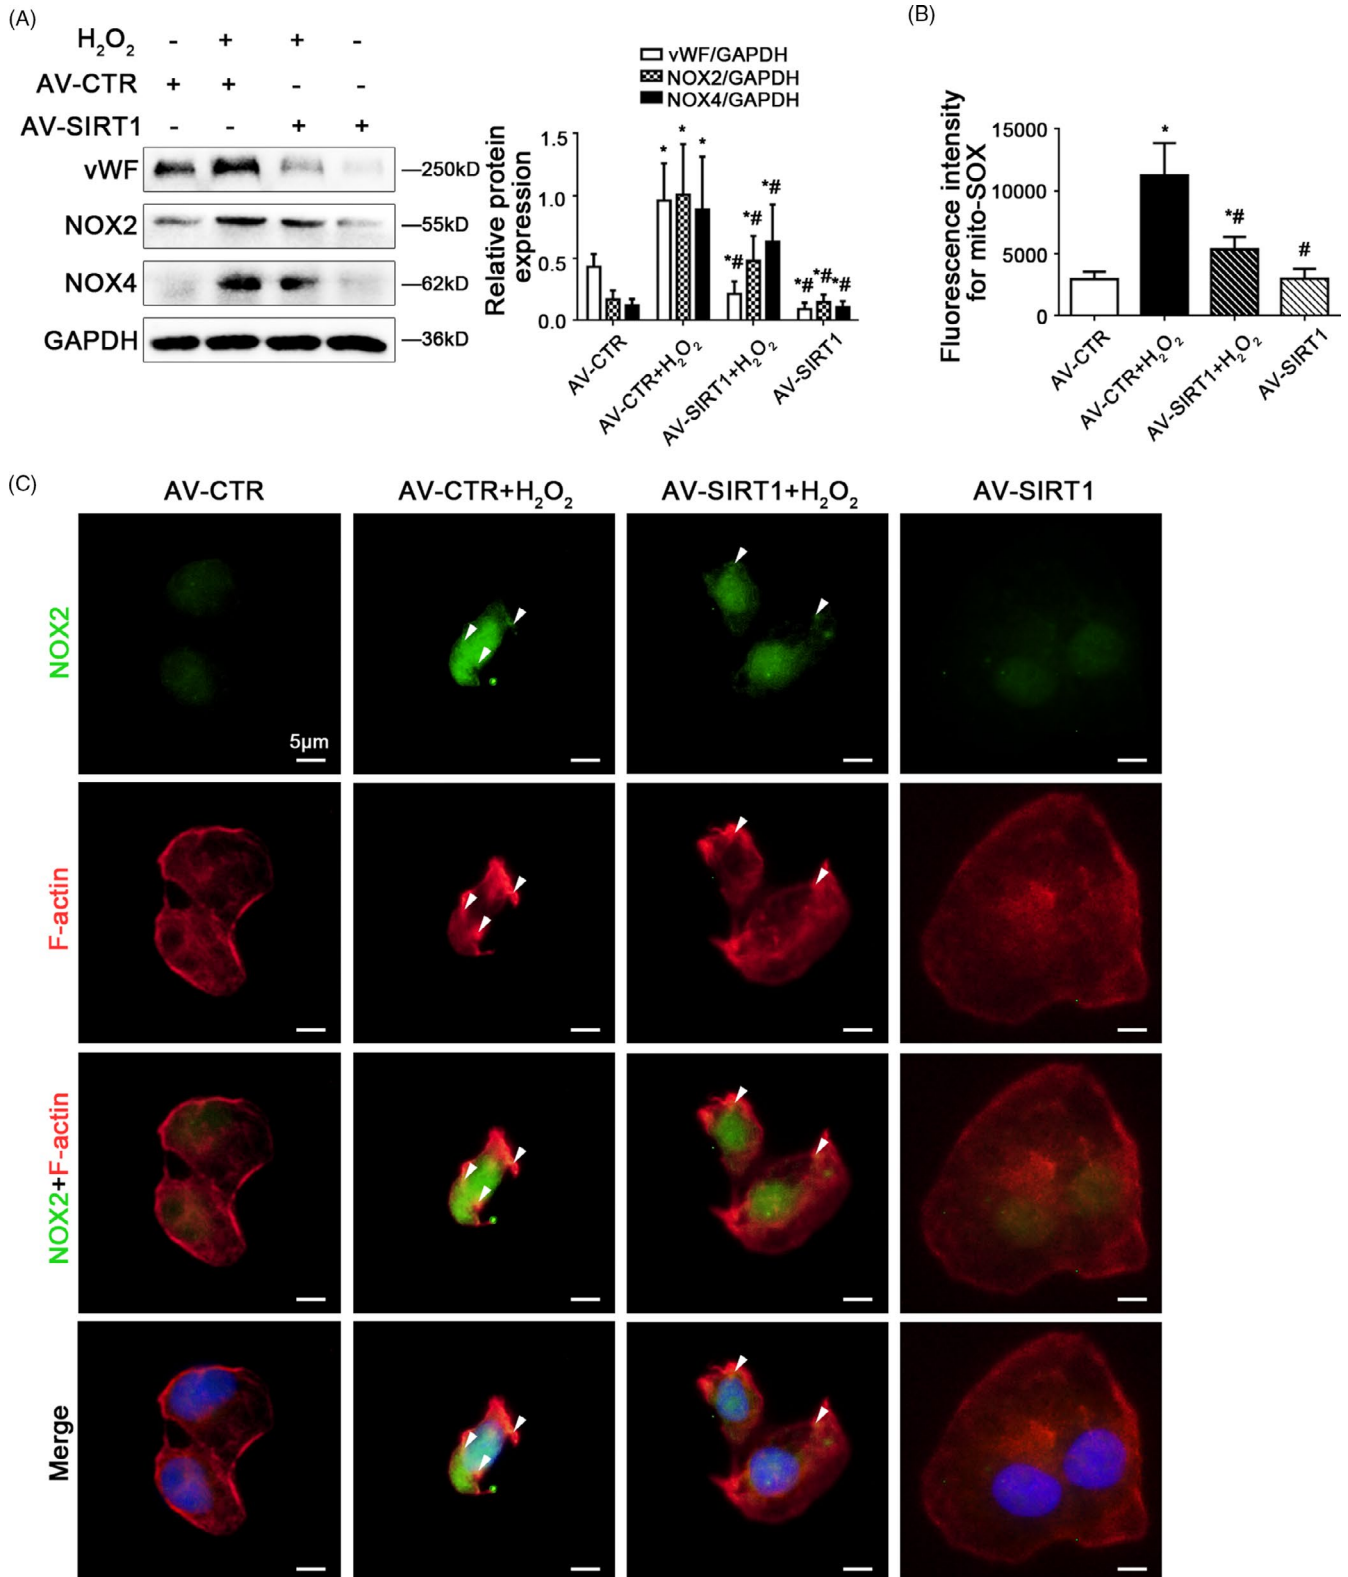 (A)
H2O2 - + + -
AV-CTR + + - -
AV-SIRT1 - - + +
vWF —250kD
NOX2 —55kD
NOX4 —62kD
GAPDH —36kD
vWF/GAPDH
NOX2/GAPDH
NOX4/GAPDH
Relative protein
expression
1.5
1.0
0.5
0.0
* * *
*# *# *#
*# *# *#
AV-CTR
AV-CTR+H2O2
AV-SIRT1+H2O2
AV-SIRT1
(B)
Fluorescence intensity
for mito-SOX
15000
10000
5000
0
*
*#
#
AV-CTR
AV-CTR+H2O2
AV-SIRT1+H2O2
AV-SIRT1
(C)
AV-CTR AV-CTR+H2O2 AV-SIRT1+H2O2 AV-SIRT1
NOX2
5µm
F-actin
NOX2+F-actin
Merge